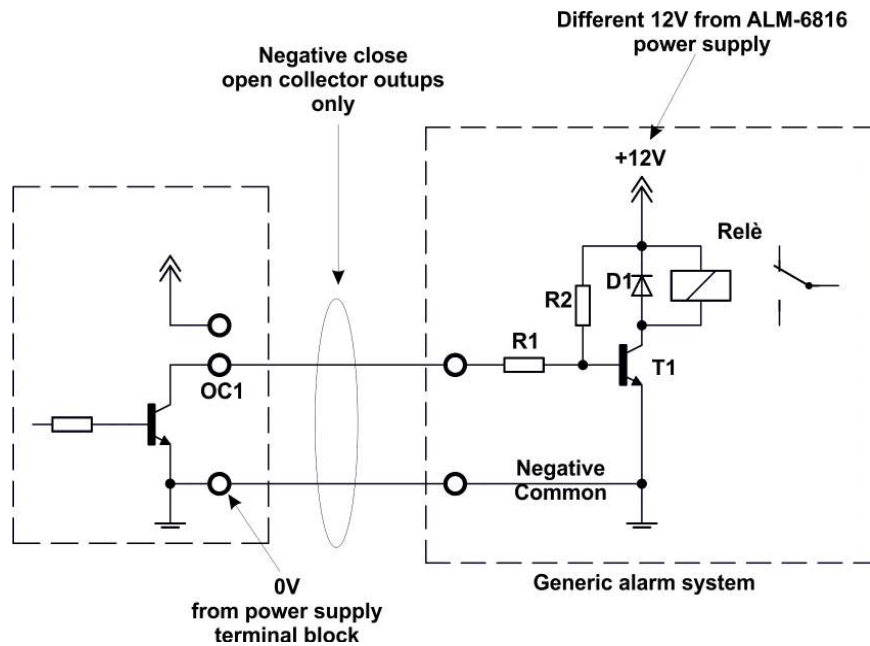 Different 12V from ALM-6816
power supply
Negative close
open collector outups
only
+12V
Relè
D1
R2
R1
T1
OC1
Negative
Common
0V
from power supply
terminal block
Generic alarm system